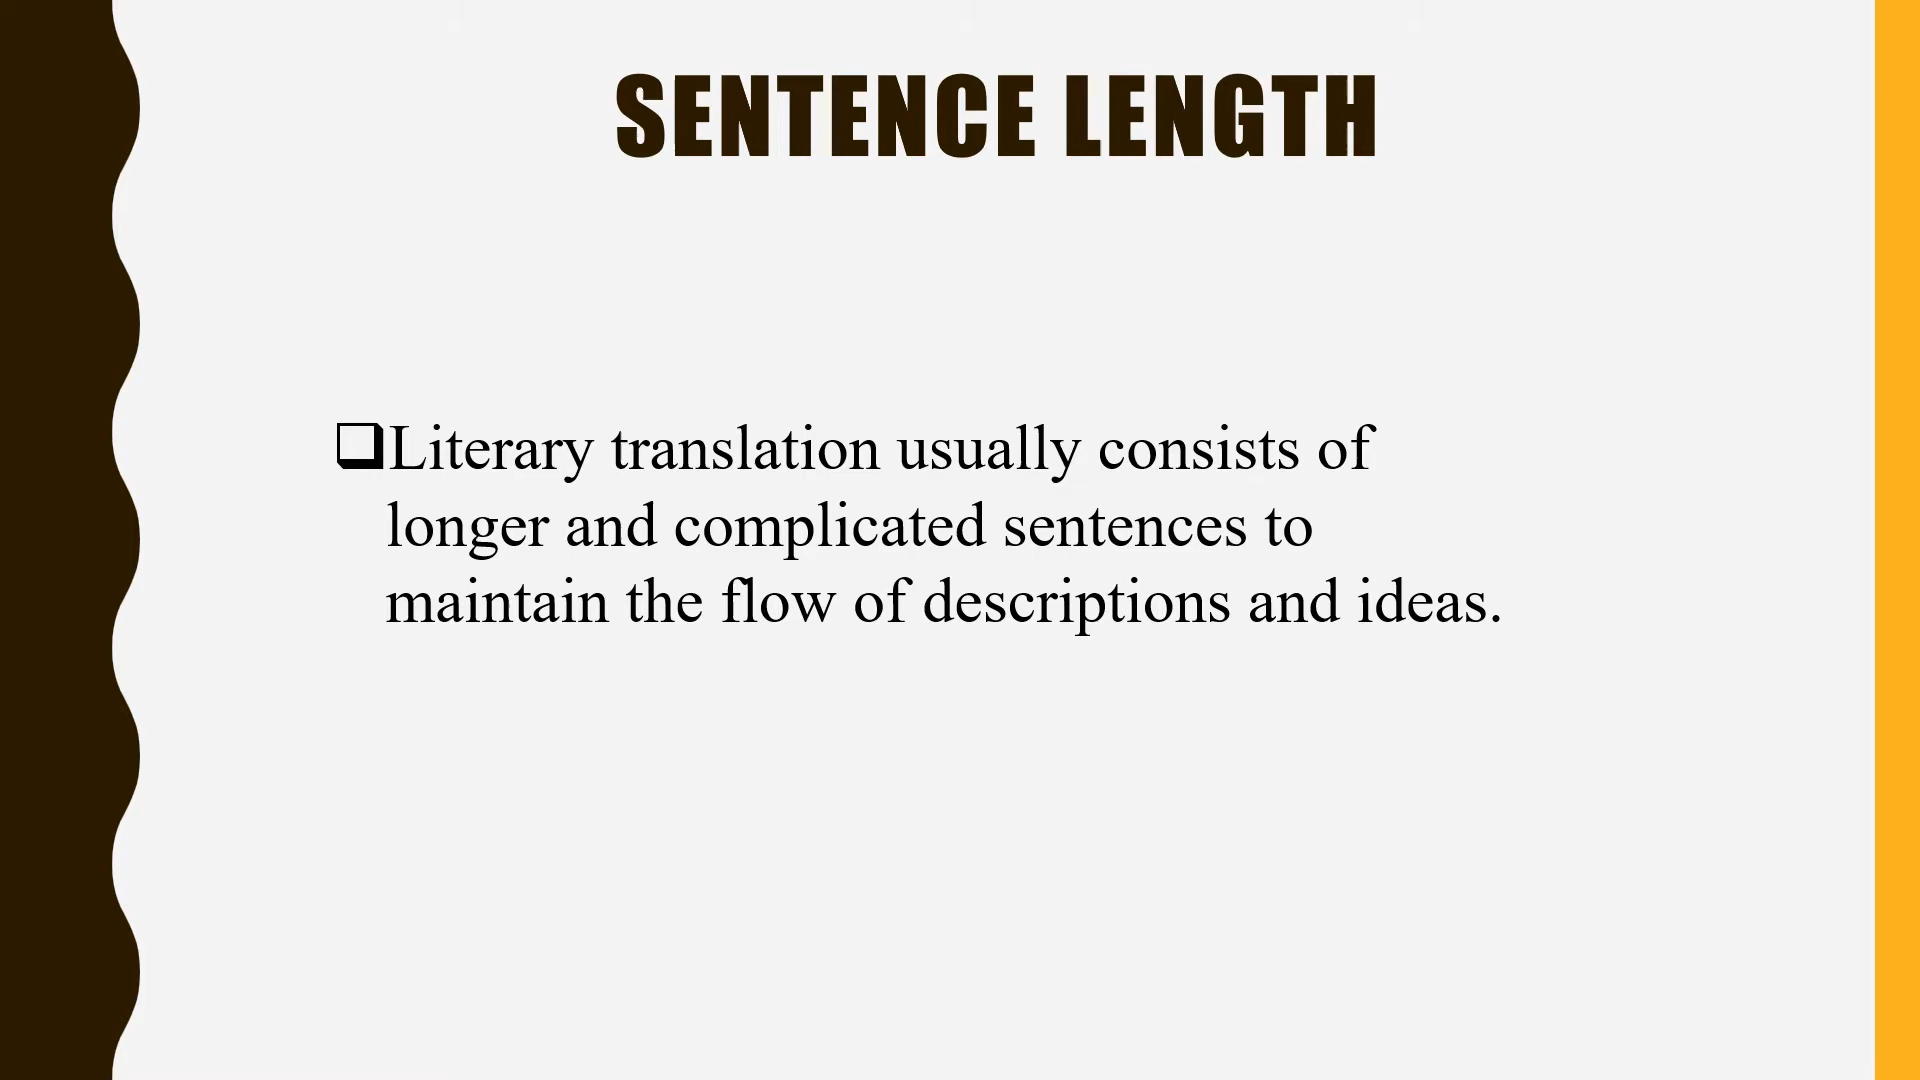 SENTENCE LENGTH
❑Literary translation usually consists of
longer and complicated sentences to
maintain the flow of descriptions and ideas.